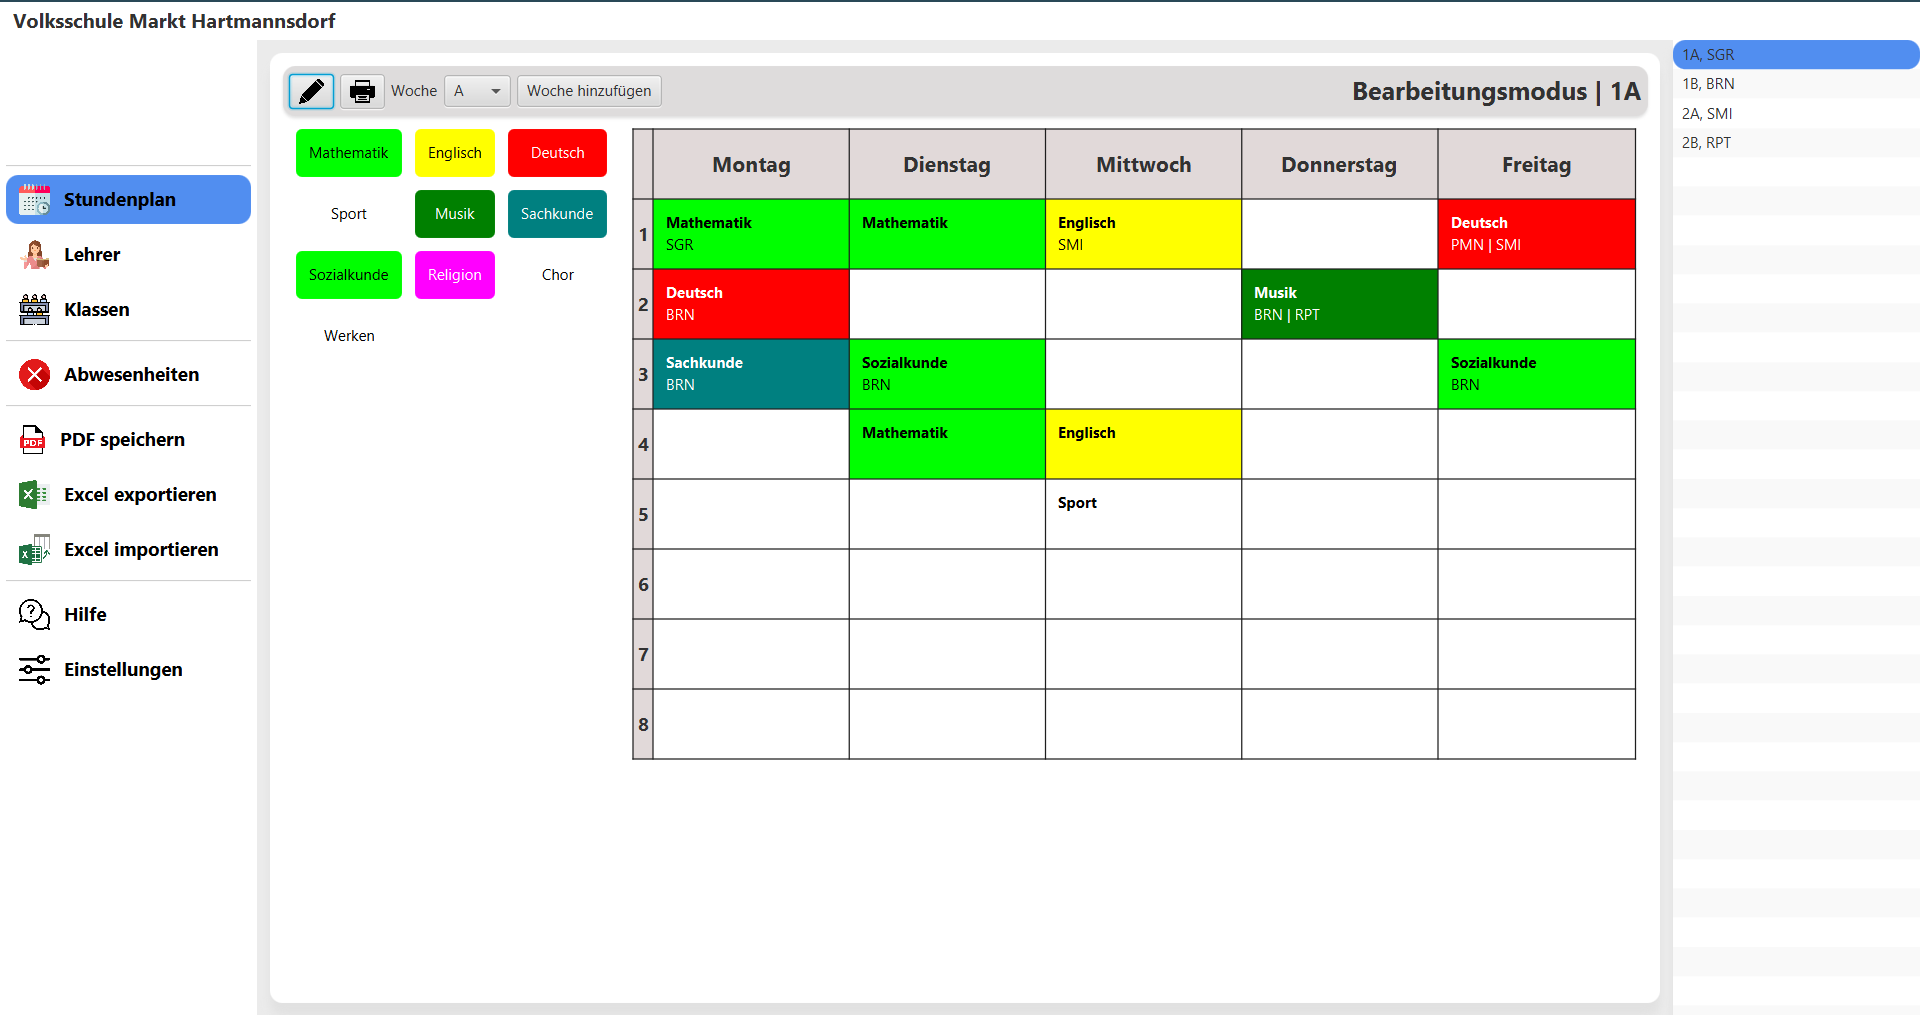 Volksschule Markt Hartmannsdorf
Stundenplan
Lehrer
Klassen
Abwesenheiten
PDF
PDF speichern
X
Excel exportieren
X
Excel importieren
?
Hilfe
Einstellungen
Woche A Woche hinzufügen Bearbeitungsmodus | 1A
Mathematik Englisch Deutsch
Sport Musik Sachkunde
Sozialkunde Religion Chor
Werken
Montag Dienstag Mittwoch Donnerstag Freitag
1
Mathematik
SGR
Mathematik
Englisch
SMI
Deutsch
PMN | SMI
2
Deutsch
BRN
Musik
BRN | RPT
3
Sachkunde
BRN
Sozialkunde
BRN
Sozialkunde
BRN
4
Mathematik
Englisch
5
Sport
6
7
8
1A, SGR
1B, BRN
2A, SMI
2B, RPT